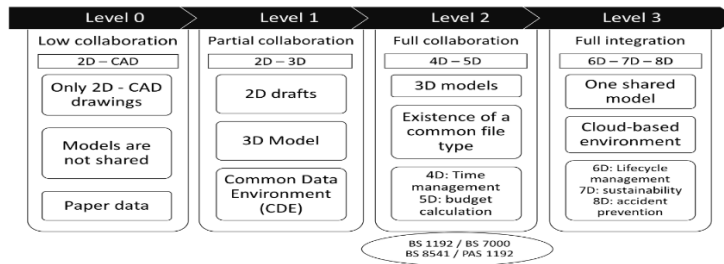 Level 0
Level 1
Level 2
Level 3
Low collaboration
2D – CAD
Only 2D - CAD
drawings
Models are
not shared
Paper data
Partial collaboration
2D – 3D
2D drafts
3D Model
Common Data
Environment
(CDE)
Full collaboration
4D – 5D
3D models
Existence of a
common file
type
4D: Time
management
5D: budget
calculation
BS 1192 / BS 7000
BS 8541 / PAS 1192
Full integration
6D – 7D – 8D
One shared
model
Cloud-based
environment
6D: Lifecycle
management
7D: sustainability
8D: accident
prevention